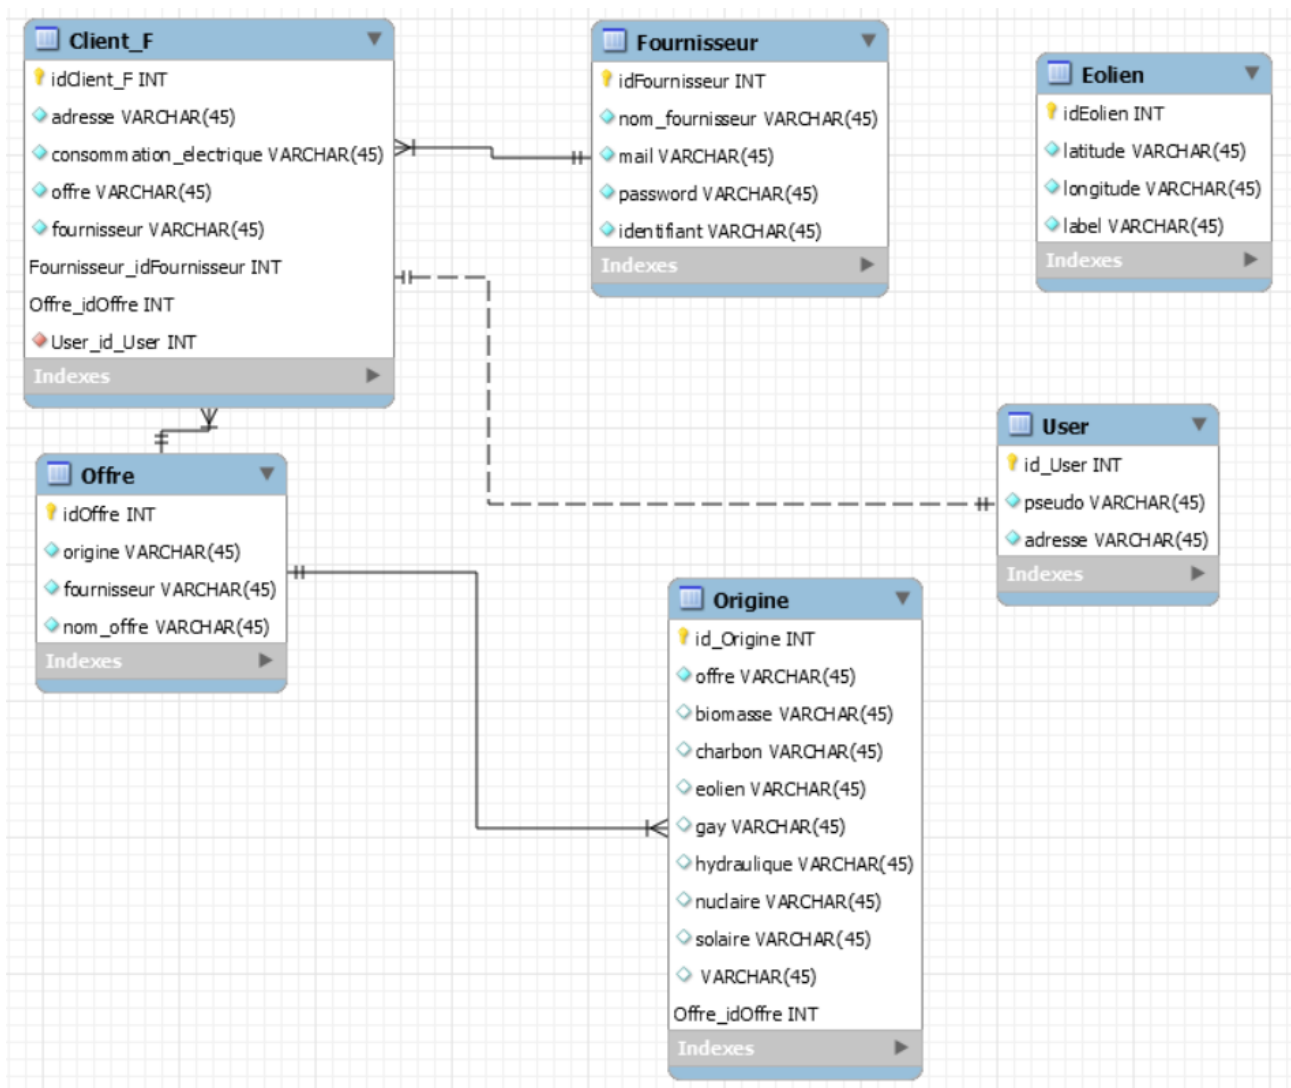 Client_F
idClient_F INT
adresse VARCHAR(45)
consommation_electrique VARCHAR(45)
offre VARCHAR(45)
fournisseur VARCHAR(45)
Fournisseur_idFournisseur INT
Offre_idOffre INT
User_id_User INT
Indexes
Fournisseur
idFournisseur INT
nom_fournisseur VARCHAR(45)
mail VARCHAR(45)
password VARCHAR(45)
identifiant VARCHAR(45)
Indexes
Eolien
idEolien INT
latitude VARCHAR(45)
longitude VARCHAR(45)
label VARCHAR(45)
Indexes
Offre
idOffre INT
origine VARCHAR(45)
fournisseur VARCHAR(45)
nom_offre VARCHAR(45)
Indexes
User
id_User INT
pseudo VARCHAR(45)
adresse VARCHAR(45)
Indexes
Origine
id_Origine INT
offre VARCHAR(45)
biomasse VARCHAR(45)
charbon VARCHAR(45)
eolien VARCHAR(45)
gay VARCHAR(45)
hydraulique VARCHAR(45)
nuclaire VARCHAR(45)
solaire VARCHAR(45)
VARCHAR(45)
Offre_idOffre INT
Indexes